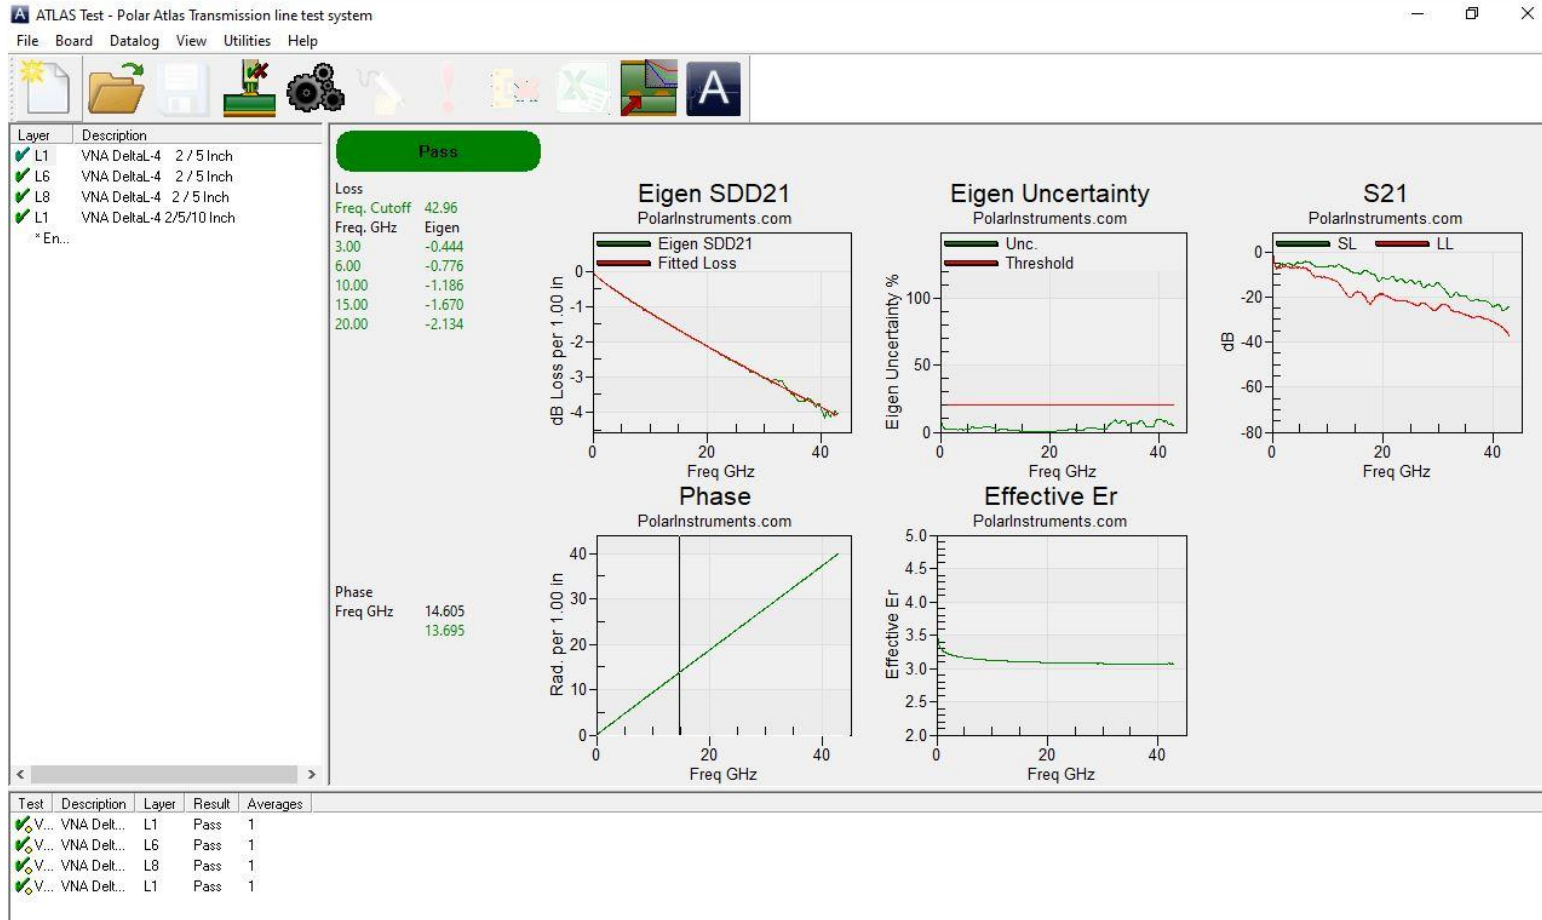 ATLAS Test - Polar Atlas Transmission line test system
File Board Datalog View Utilities Help
A
Layer Description
L1 VNA DeltaL-4 2 / 5 Inch
L6 VNA DeltaL-4 2 / 5 Inch
L8 VNA DeltaL-4 2 / 5 Inch
L1 VNA DeltaL-4 2/5/10 Inch
* En...
Pass
Loss
Freq. Cutoff 42.96
Freq. GHz Eigen
3.00 -0.444
6.00 -0.776
10.00 -1.186
15.00 -1.670
20.00 -2.134
Phase
Freq GHz 14.605
13.695
Eigen SDD21
PolarInstruments.com
Eigen SDD21
Fitted Loss
dB Loss per 1.00 in
0
-1
-2
-3
-4
0 20 40
Freq GHz
Eigen Uncertainty
PolarInstruments.com
Unc.
Threshold
Eigen Uncertainty %
100
50
0
0 20 40
Freq GHz
S21
PolarInstruments.com
SL LL
dB
0
-20
-40
-60
-80
0 20 40
Freq GHz
Phase
PolarInstruments.com
Rad. per 1.00 in
40
30
20
10
0
0 20 40
Freq GHz
Effective Er
PolarInstruments.com
Effective Er
5.0
4.5
4.0
3.5
3.0
2.5
2.0
0 20 40
Freq GHz
Test Description Layer Result Averages
V... VNA Delt... L1 Pass 1
V... VNA Delt... L6 Pass 1
V... VNA Delt... L8 Pass 1
V... VNA Delt... L1 Pass 1